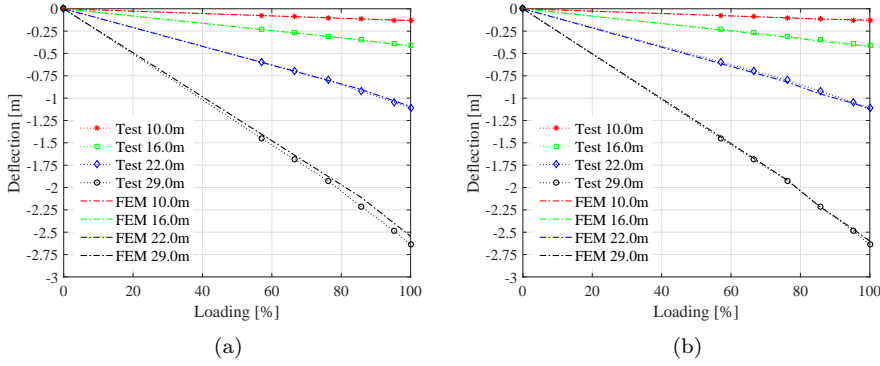 0
-0.25
-0.5
-0.75
-1
-1.25
-1.5
-1.75
-2
-2.25
-2.5
-2.75
-3
Deflection [m]
Test 10.0m
Test 16.0m
Test 22.0m
Test 29.0m
FEM 10.0m
FEM 16.0m
FEM 22.0m
FEM 29.0m
0 20 40 60 80 100
Loading [%]
(a)
0
-0.25
-0.5
-0.75
-1
-1.25
-1.5
-1.75
-2
-2.25
-2.5
-2.75
-3
Deflection [m]
Test 10.0m
Test 16.0m
Test 22.0m
Test 29.0m
FEM 10.0m
FEM 16.0m
FEM 22.0m
FEM 29.0m
0 20 40 60 80 100
Loading [%]
(b)